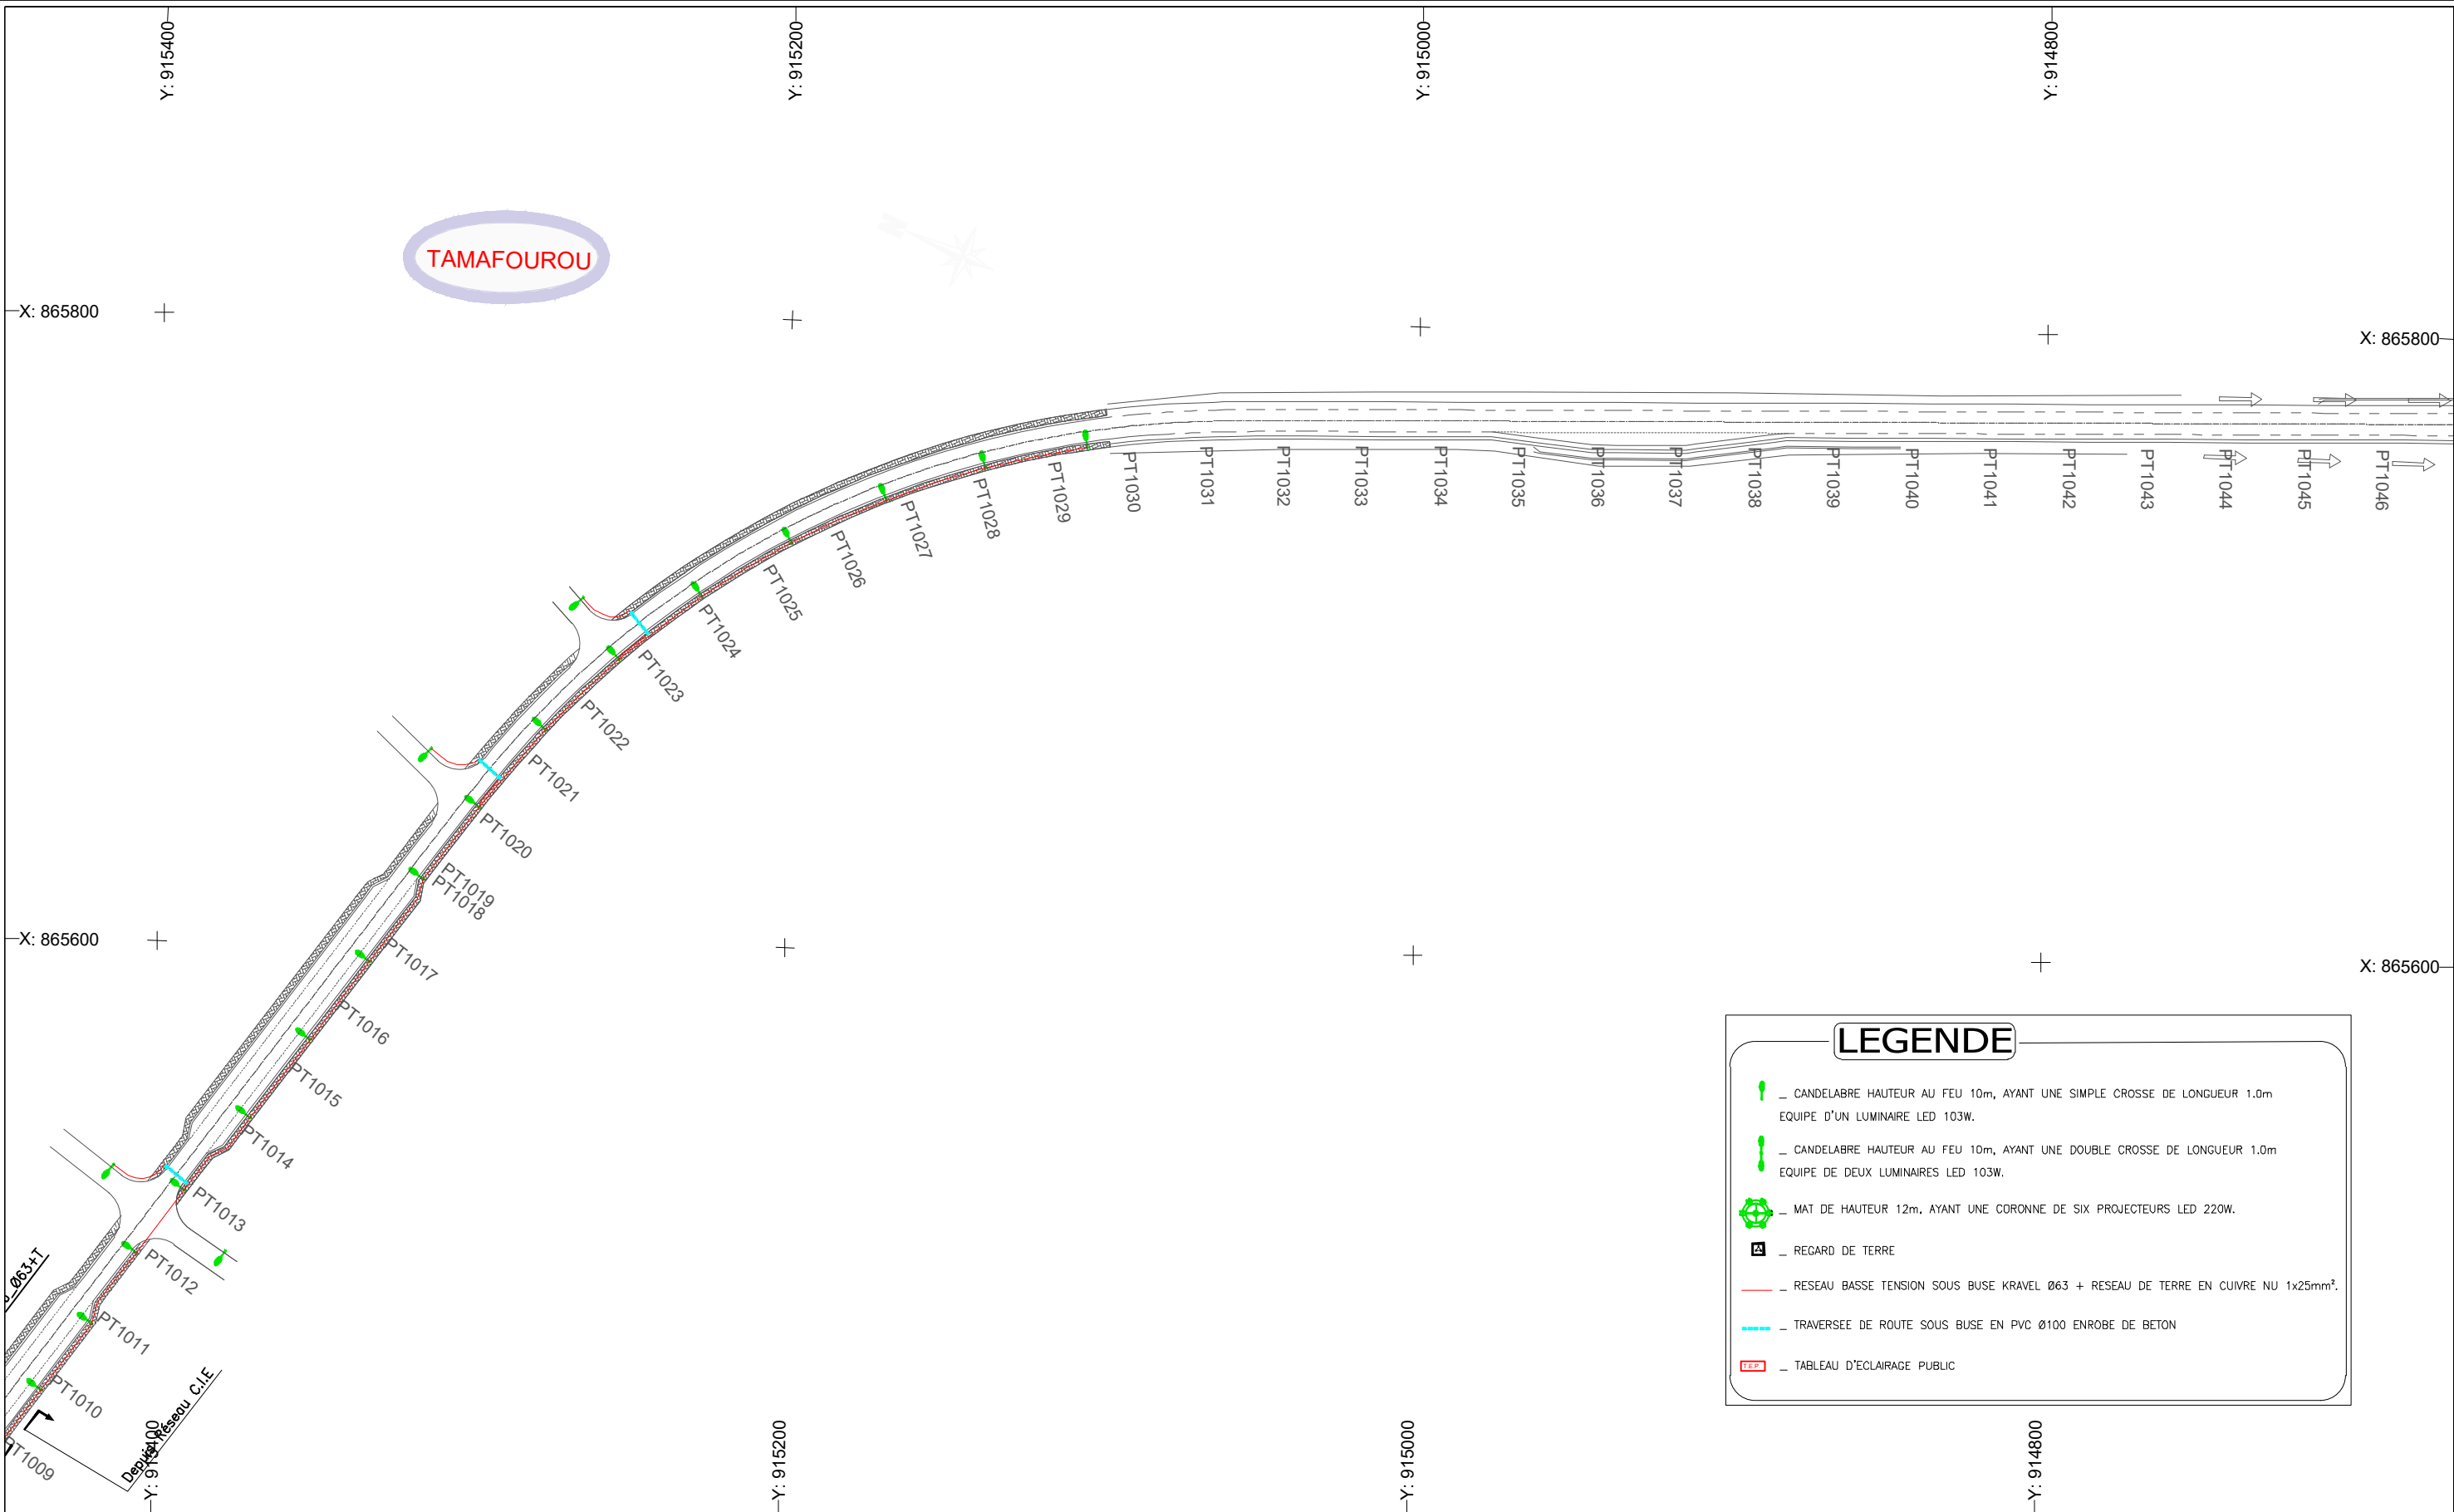 Y: 915400
Y: 915200
Y: 915000
Y: 914800
TAMAFOUROU
X: 865800
X: 865800
PT1046
PT1045
PT1044
PT1043
PT1042
PT1041
PT1040
PT1039
PT1038
PT1037
PT1036
PT1035
PT1034
PT1033
PT1032
PT1031
PT1030
PT1029
PT1028
PT1027
PT1026
PT1025
PT1024
PT1023
PT1022
PT1021
PT1020
PT1019
PT1018
PT1017
PT1016
PT1015
PT1014
PT1013
PT1012
PT1011
PT1010
PT1009
X: 865600
X: 865600
_Ø63+T
Depuis Réseau C.I.E
LEGENDE
_ CANDELABRE HAUTEUR AU FEU 10m, AYANT UNE SIMPLE CROSSE DE LONGUEUR 1.0m
EQUIPE D'UN LUMINAIRE LED 103W.
_ CANDELABRE HAUTEUR AU FEU 10m, AYANT UNE DOUBLE CROSSE DE LONGUEUR 1.0m
EQUIPE DE DEUX LUMINAIRES LED 103W.
_ MAT DE HAUTEUR 12m, AYANT UNE CORONNE DE SIX PROJECTEURS LED 220W.
_ REGARD DE TERRE
_ RESEAU BASSE TENSION SOUS BUSE KRAVEL Ø63 + RESEAU DE TERRE EN CUIVRE NU 1x25mm².
_ TRAVERSEE DE ROUTE SOUS BUSE EN PVC Ø100 ENROBE DE BETON
T.E.P.
_ TABLEAU D'ECLAIRAGE PUBLIC
Y: 915400
Y: 915200
Y: 915000
Y: 914800